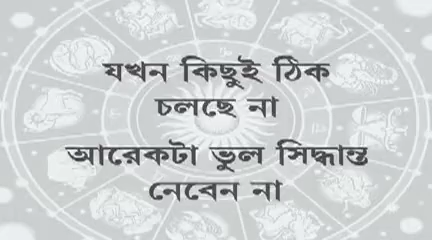 যখন কিছুই ঠিক
চলছে না
আরেকটা ভুল সিদ্ধান্ত
নেবেন না